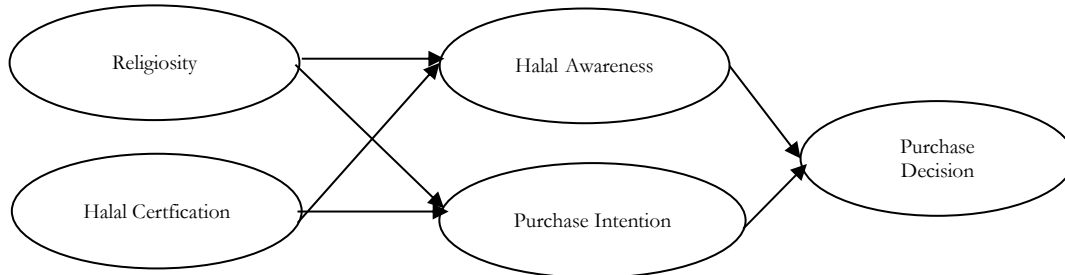 Religiosity
Halal Awareness
Purchase
Decision
Halal Certfication
Purchase Intention